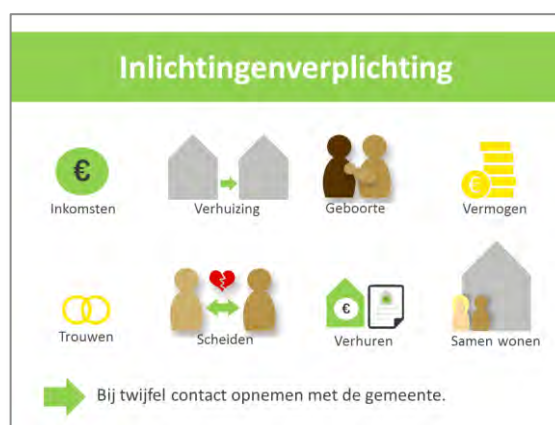 Inlichtingenverplichting
€
Inkomsten
Verhuizing
Geboorte
€
Vermogen
Trouwen
Scheiden
€
Verhuren
Samen wonen
Bij twijfel contact opnemen met de gemeente.